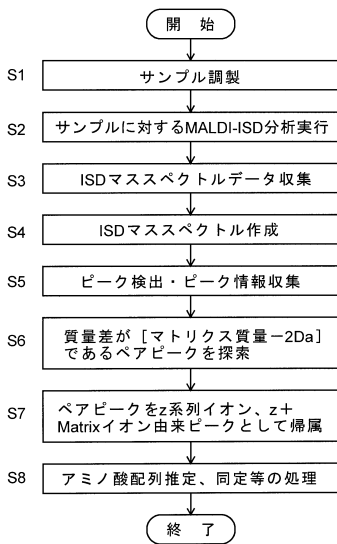 開　始
S1
サンプル調製
S2
サンプルに対するMALDI-ISD分析実行
S3
ISDマススペクトルデータ収集
S4
ISDマススペクトル作成
S5
ピーク検出・ピーク情報収集
S6
質量差が［マトリクス質量－2Da］
であるペアピークを探索
S7
ペアピークをz系列イオン、z＋
Matrixイオン由来ピークとして帰属
S8
アミノ酸配列推定、同定等の処理
終　了